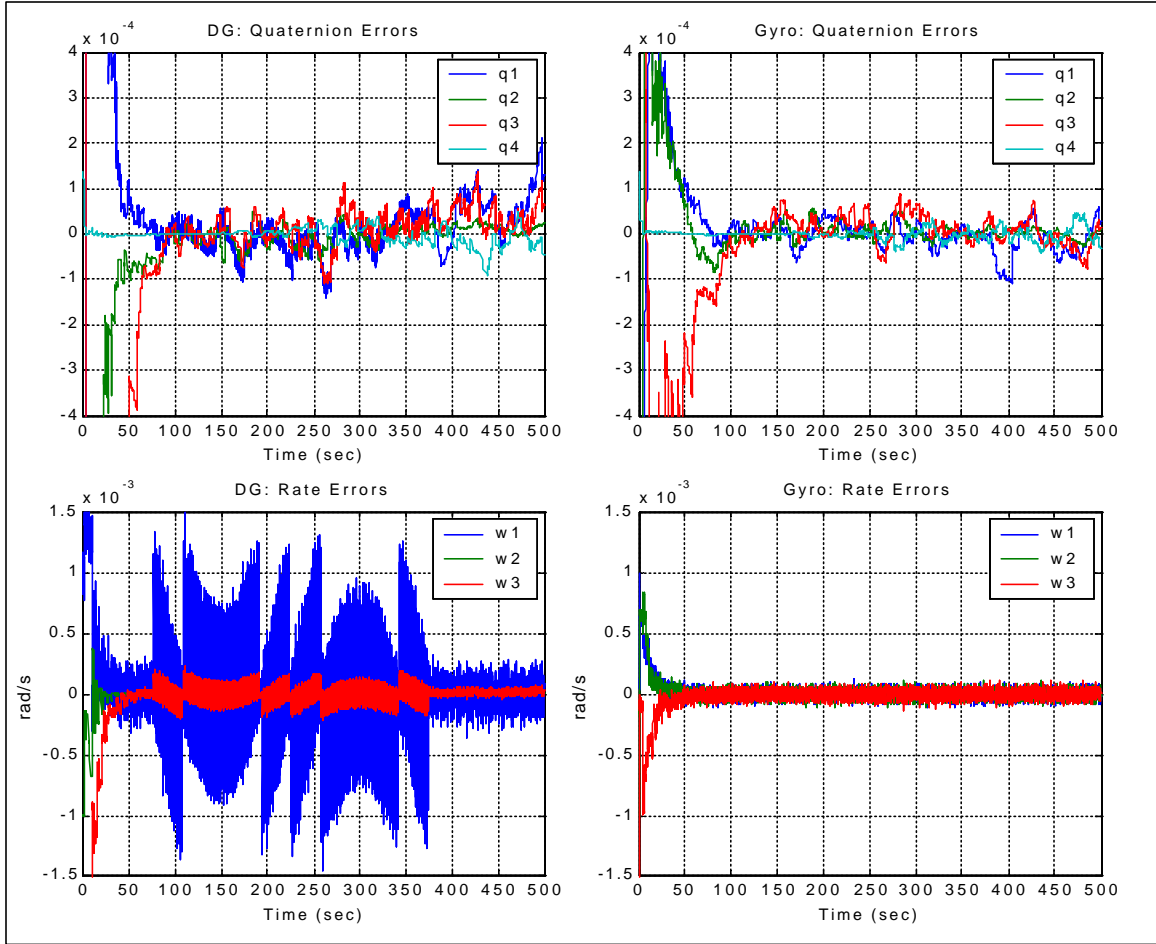 DG: Quaternion Errors
x 10-4
4
3
2
1
0
-1
-2
-3
-4
0 50 100 150 200 250 300 350 400 450 500
Time (sec)
q1
q2
q3
q4
Gyro: Quaternion Errors
x 10-4
4
3
2
1
0
-1
-2
-3
-4
0 50 100 150 200 250 300 350 400 450 500
Time (sec)
q1
q2
q3
q4
DG: Rate Errors
x 10-3
1.5
1
0.5
0
-0.5
-1
-1.5
rad/s
0 50 100 150 200 250 300 350 400 450 500
Time (sec)
w1
w2
w3
Gyro: Rate Errors
x 10-3
1.5
1
0.5
0
-0.5
-1
-1.5
rad/s
0 50 100 150 200 250 300 350 400 450 500
Time (sec)
w1
w2
w3